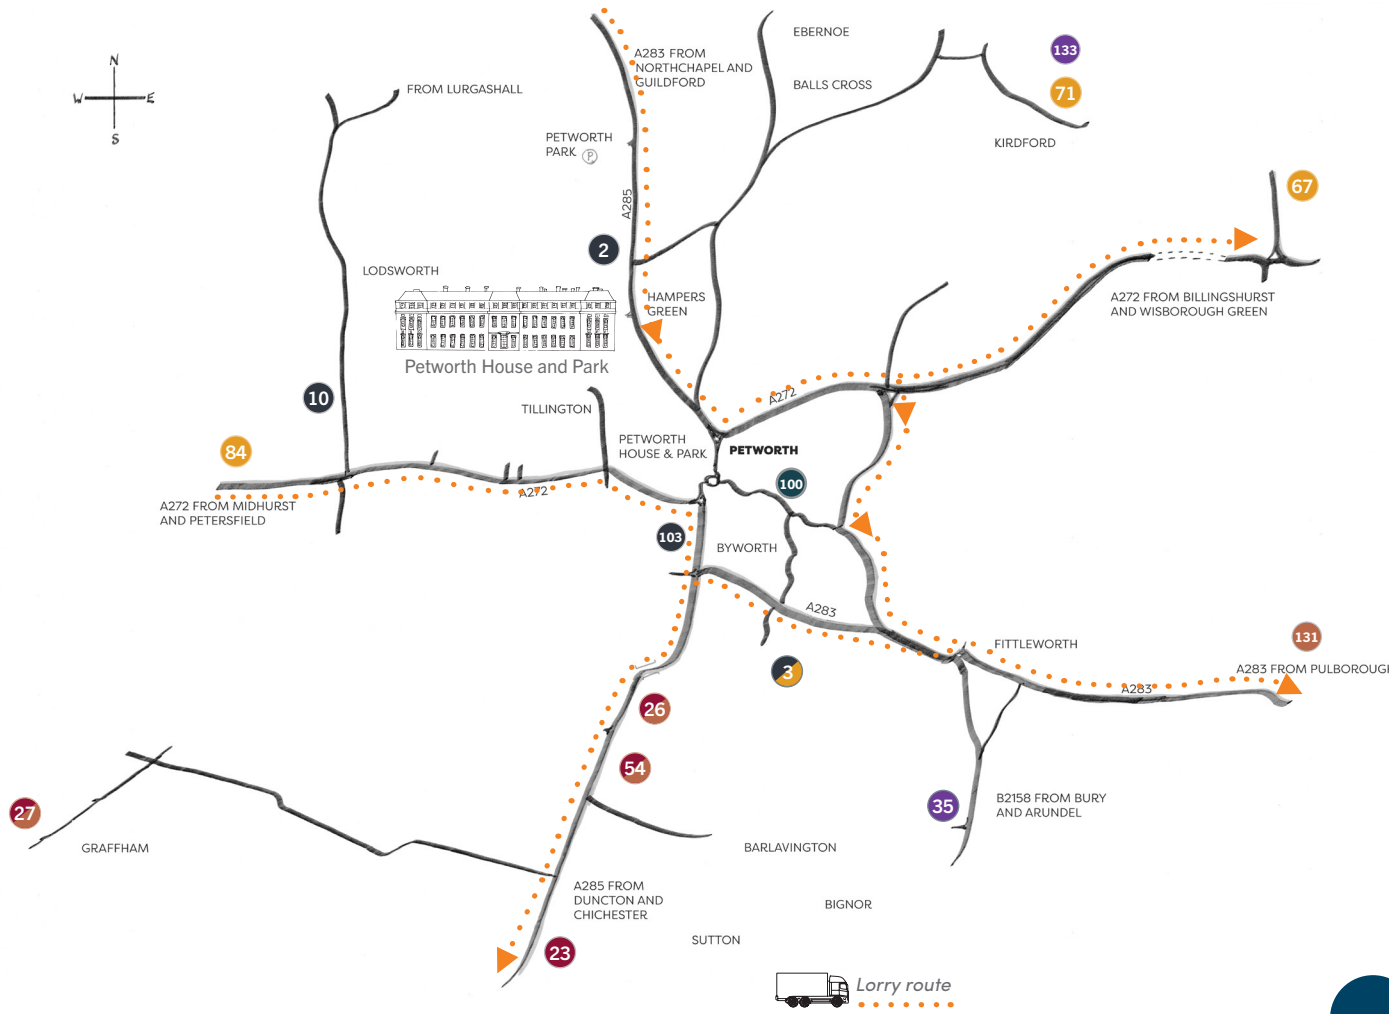 EBERNOE
133
A283 FROM
NORTHCHAPEL AND
GUILDFORD
N
W E
S
FROM LURGASHALL
BALLS CROSS
71
PETWORTH
PARK P
KIRDFORD
67
A285
2
LODSWORTH
HAMPERS
GREEN
A272 FROM BILLINGSHURST
AND WISBOROUGH GREEN
Petworth House and Park
10
A272
TILLINGTON
PETWORTH
HOUSE & PARK
PETWORTH
84
100
A272
A272 FROM MIDHURST
AND PETERSFIELD
103
BYWORTH
A283
FITTLEWORTH
131
A283 FROM PULBOROUGH
3
A283
26
54
27
35
B2158 FROM BURY
AND ARUNDEL
GRAFFHAM
BARLAVINGTON
A285 FROM
DUNCTON AND
CHICHESTER
BIGNOR
SUTTON
23
Lorry route